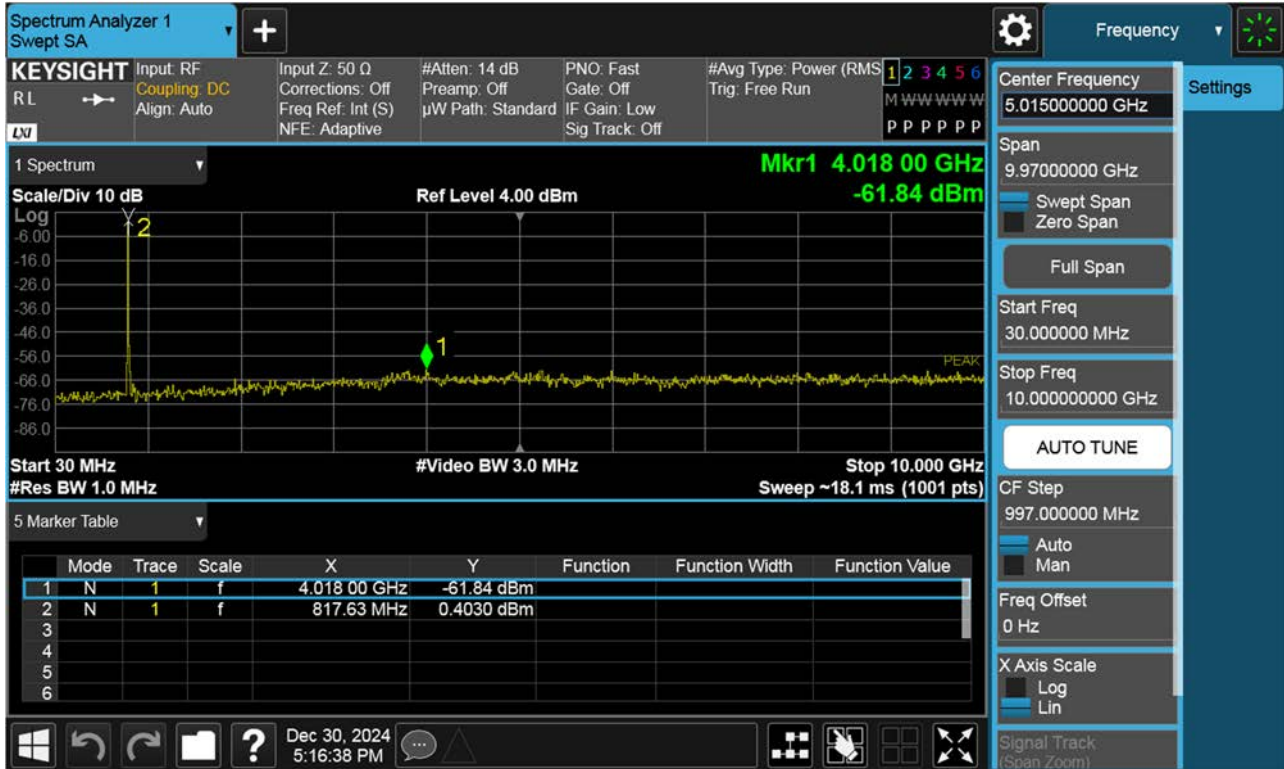 Spectrum Analyzer 1
Swept SA
+
Frequency
KEYSIGHT
RL
LXI
Input: RF
Coupling: DC
Align: Auto
Input Z: 50 Ω
Corrections: Off
Freq Ref: Int (S)
NFE: Adaptive
#Atten: 14 dB
Preamp: Off
µW Path: Standard
PNO: Fast
Gate: Off
IF Gain: Low
Sig Track: Off
#Avg Type: Power (RMS
Trig: Free Run
1 2 3 4 5 6
M W W W W W
P P P P P P
1 Spectrum
Mkr1 4.018 00 GHz
Scale/Div 10 dB
Ref Level 4.00 dBm
-61.84 dBm
Log
2
-6.00
-16.0
-26.0
-36.0
-46.0
1
-56.0
PEAK
-66.0
-76.0
-86.0
Start 30 MHz
#Video BW 3.0 MHz
Stop 10.000 GHz
#Res BW 1.0 MHz
Sweep ~18.1 ms (1001 pts)
5 Marker Table
Mode Trace Scale X Y Function Function Width Function Value
1 N 1 f 4.018 00 GHz -61.84 dBm
2 N 1 f 817.63 MHz 0.4030 dBm
3
4
5
6
?
Dec 30, 2024
5:16:38 PM
Center Frequency
5.015000000 GHz
Settings
Span
9.97000000 GHz
Swept Span
Zero Span
Full Span
Start Freq
30.000000 MHz
Stop Freq
10.000000000 GHz
AUTO TUNE
CF Step
997.000000 MHz
Auto
Man
Freq Offset
0 Hz
X Axis Scale
Log
Lin
Signal Track
(Span Zoom)